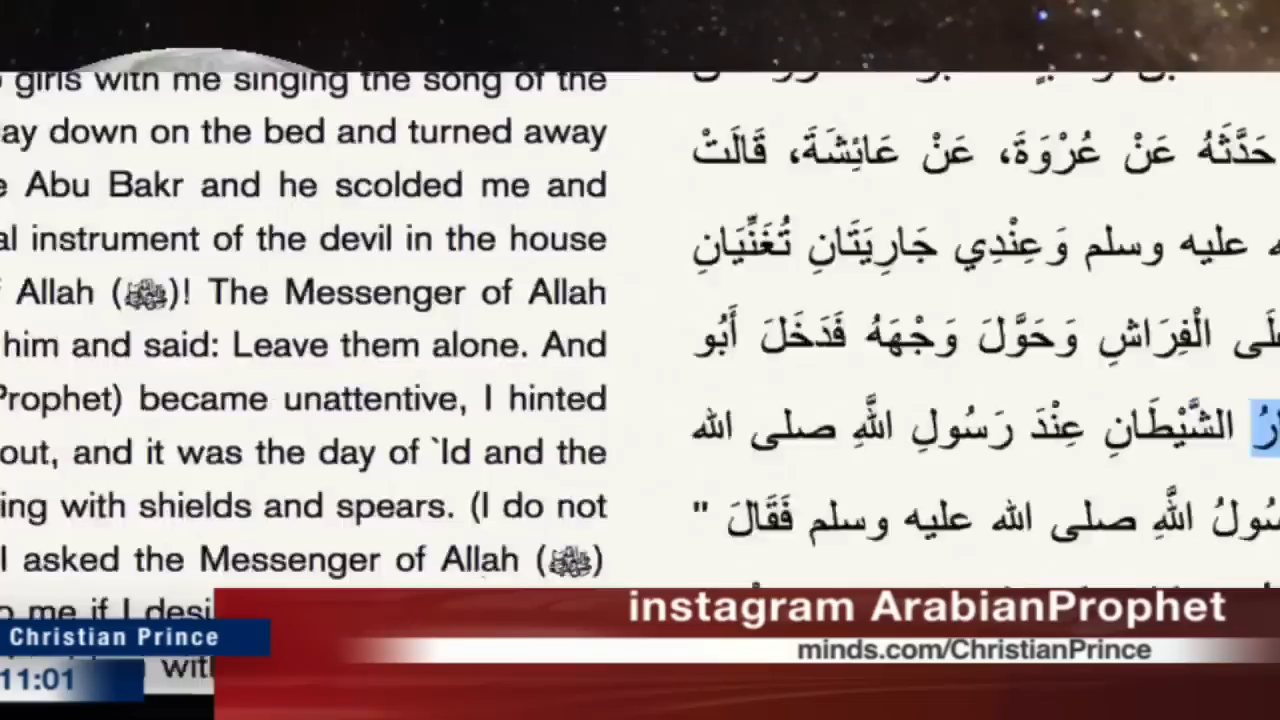 girls with me singing the song of the
ay down on the bed and turned away
e Abu Bakr and he scolded me and
al instrument of the devil in the house
Allah (ﷺ)! The Messenger of Allah
him and said: Leave them alone. And
Prophet) became unattentive, I hinted
out, and it was the day of `Id and the
ing with shields and spears. (I do not
I asked the Messenger of Allah (ﷺ)
o me if I desi
with
حَدَّثَهُ عَنْ عُرْوَةَ، عَنْ عَائِشَةَ، قَالَتْ
عليه وسلم وَعِنْدِي جَارِيَتَانِ تُغَنِّيَانِ
لَى الْفِرَاشِ وَحَوَّلَ وَجْهَهُ فَدَخَلَ أَبُو
ارُ الشَّيْطَانِ عِنْدَ رَسُولِ اللَّهِ صلى الله
سُولُ اللَّهِ صلى الله عليه وسلم فَقَالَ "
instagram ArabianProphet
minds.com/ChristianPrince
Christian Prince
11:01